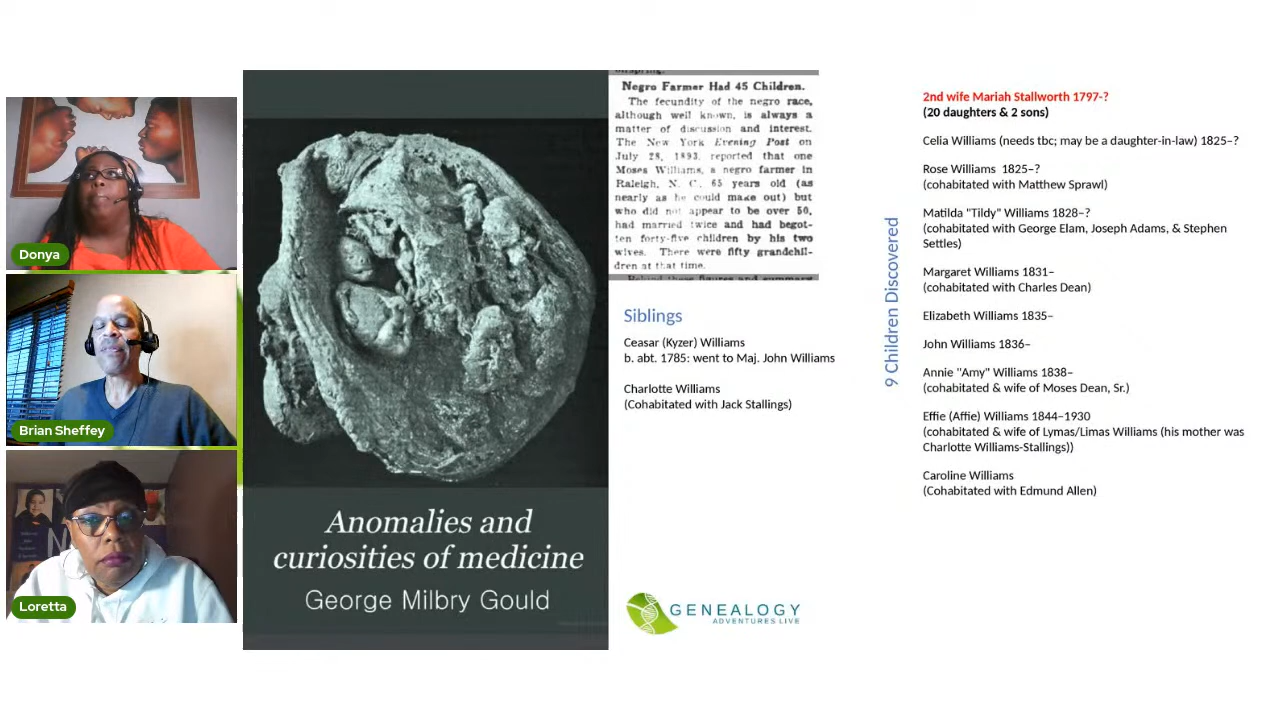 Donya
Brian Sheffey
Loretta
Anomalies and
curiosities of medicine
George Milbry Gould
offspring.
Negro Farmer Had 45 Children.
The fecundity of the negro race,
although well known, is always a
matter of discussion and interest.
The New York Evening Post on
July 28, 1893, reported that one
Moses Williams, a negro farmer in
Raleigh, N. C., 65 years old (as
nearly as he could make out) but
who did not appear to be over 50,
had married twice and had begot-
ten forty-five children by his two
wives. There were fifty grandchil-
dren at that time.
Behind these figures and summary
Siblings
Ceasar (Kyzer) Williams
b. abt. 1785: went to Maj. John Williams
Charlotte Williams
(Cohabitated with Jack Stallings)
GENEALOGY
ADVENTURES LIVE
9 Children Discovered
2nd wife Mariah Stallworth 1797-?
(20 daughters & 2 sons)
Celia Williams (needs tbc; may be a daughter-in-law) 1825–?
Rose Williams 1825–?
(cohabitated with Matthew Sprawl)
Matilda "Tildy" Williams 1828–?
(cohabitated with George Elam, Joseph Adams, & Stephen
Settles)
Margaret Williams 1831–
(cohabitated with Charles Dean)
Elizabeth Williams 1835–
John Williams 1836–
Annie "Amy" Williams 1838–
(cohabitated & wife of Moses Dean, Sr.)
Effie (Affie) Williams 1844–1930
(cohabitated & wife of Lymas/Limas Williams (his mother was
Charlotte Williams-Stallings))
Caroline Williams
(Cohabitated with Edmund Allen)